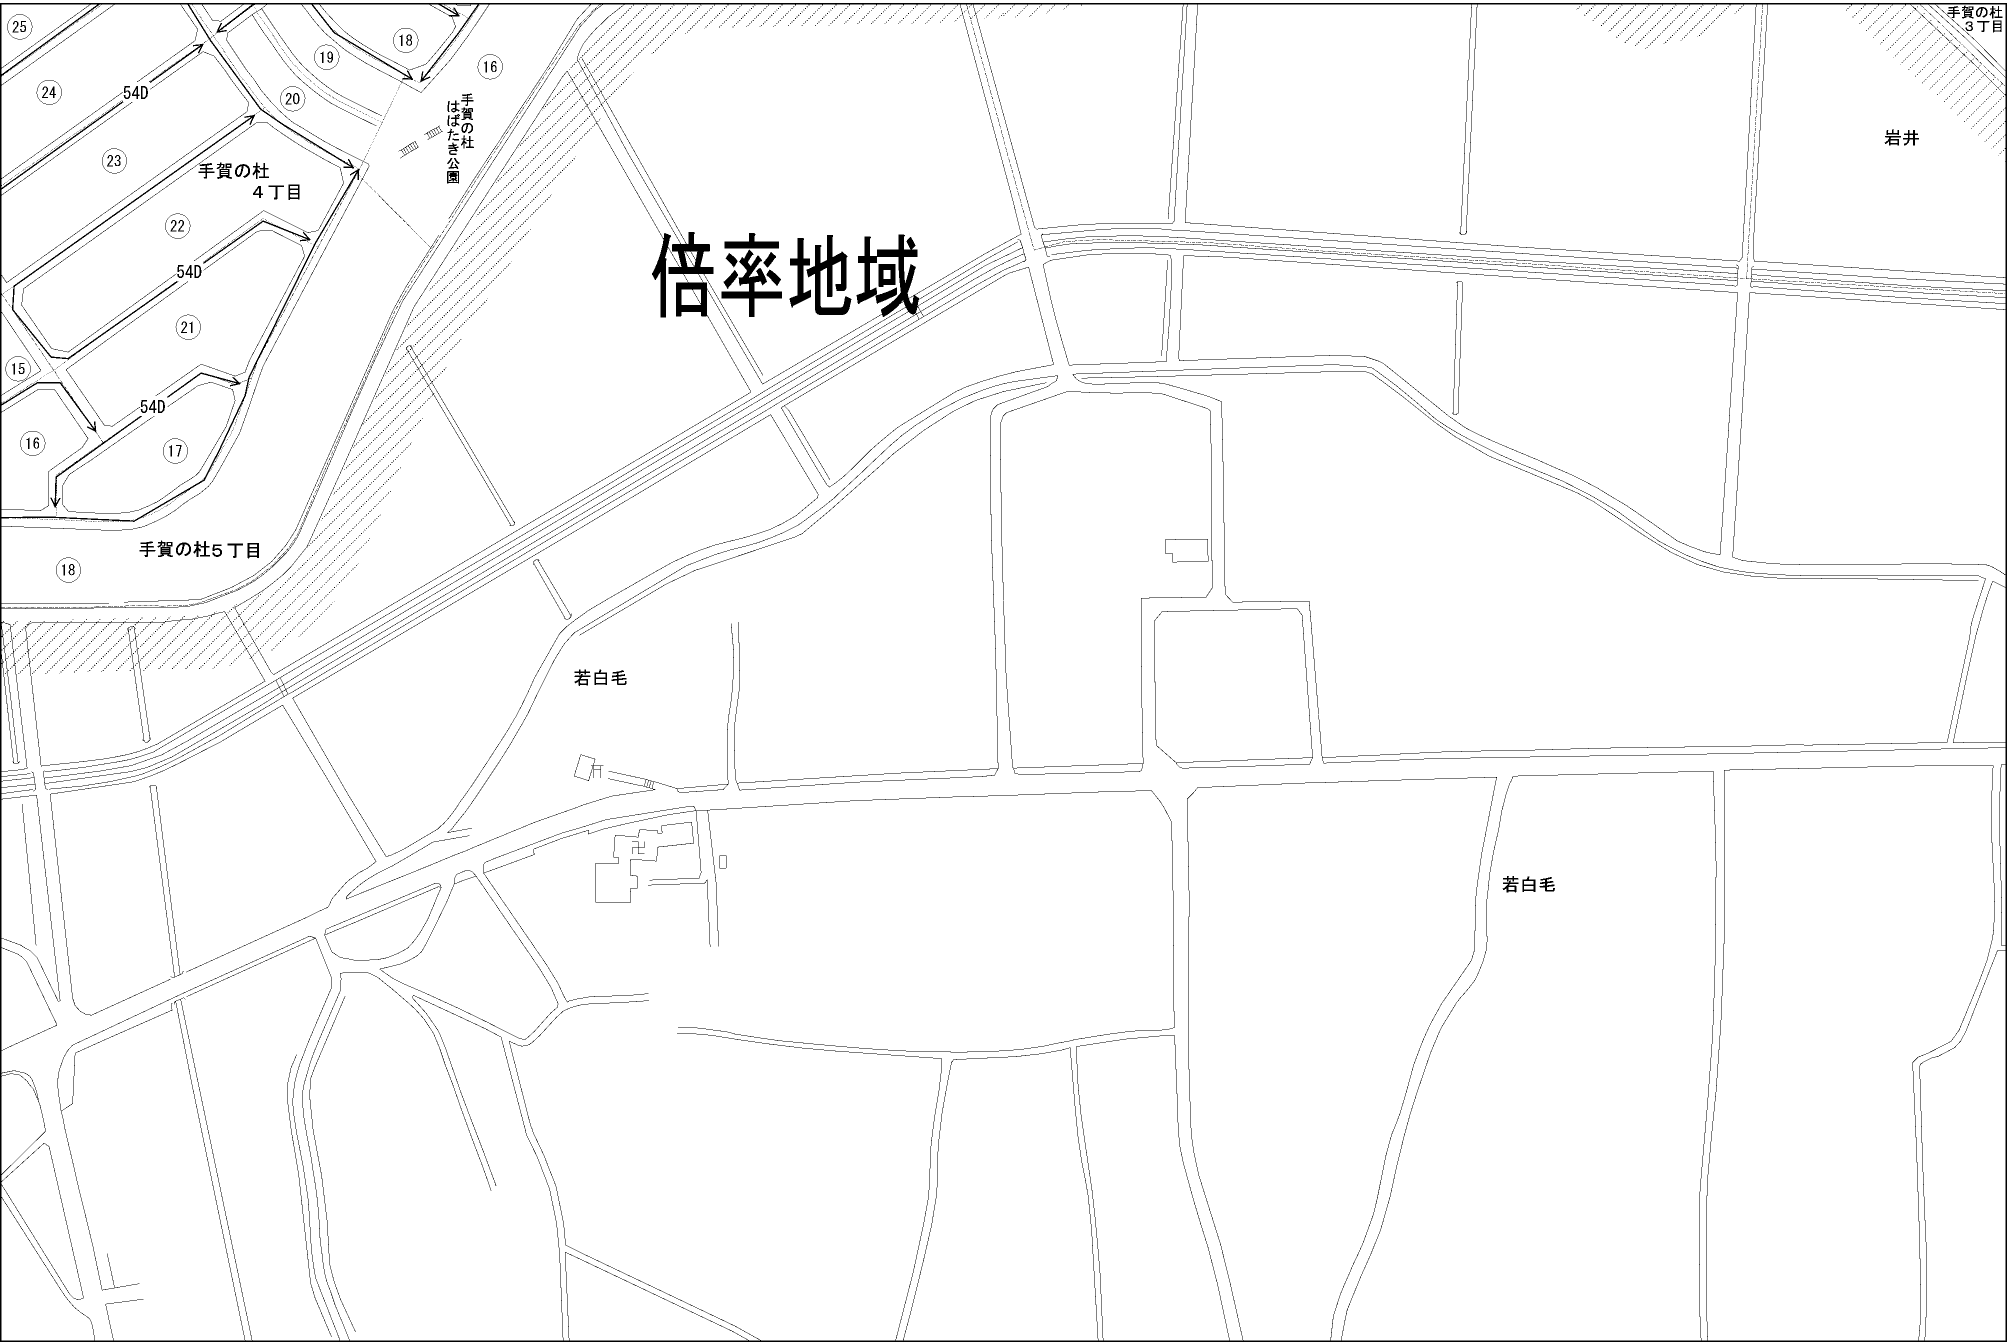 25
18
19
16
手賀の杜
３丁目
24
54D
20
手賀の杜
はばたき公園
岩井
23
手賀の杜
４丁目
22
倍率地域
54D
21
15
54D
16
17
手賀の杜５丁目
18
若白毛
若白毛